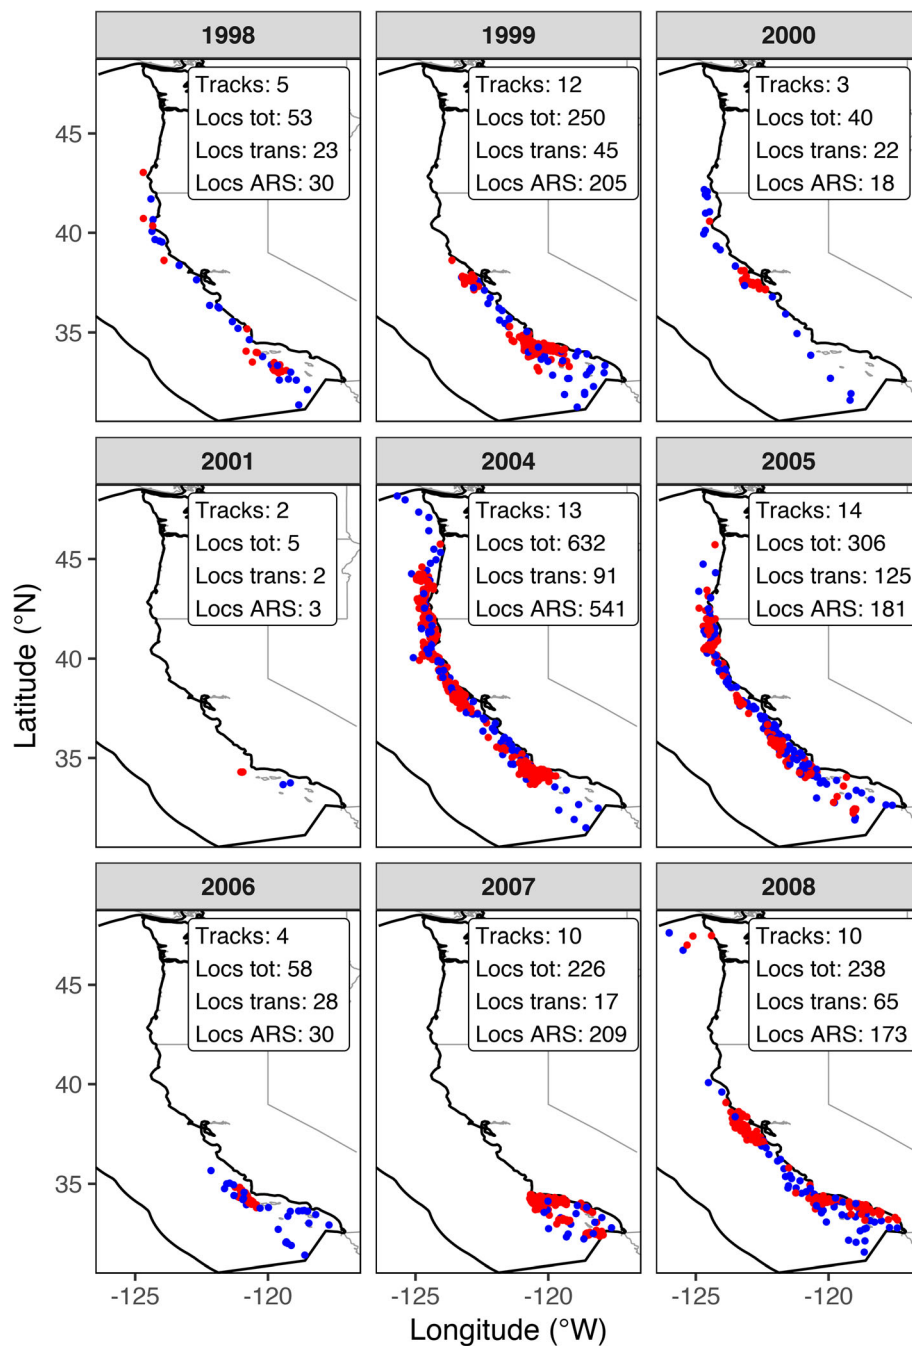 1998
1999
2000
Tracks: 5
Locs tot: 53
Locs trans: 23
Locs ARS: 30
Tracks: 12
Locs tot: 250
Locs trans: 45
Locs ARS: 205
Tracks: 3
Locs tot: 40
Locs trans: 22
Locs ARS: 18
45
40
35
2001
2004
2005
Tracks: 2
Locs tot: 5
Locs trans: 2
Locs ARS: 3
Tracks: 13
Locs tot: 632
Locs trans: 91
Locs ARS: 541
Tracks: 14
Locs tot: 306
Locs trans: 125
Locs ARS: 181
45
40
35
Latitude (°N)
2006
2007
2008
Tracks: 4
Locs tot: 58
Locs trans: 28
Locs ARS: 30
Tracks: 10
Locs tot: 226
Locs trans: 17
Locs ARS: 209
Tracks: 10
Locs tot: 238
Locs trans: 65
Locs ARS: 173
45
40
35
-125 -120 -125 -120 -125 -120
Longitude (°W)